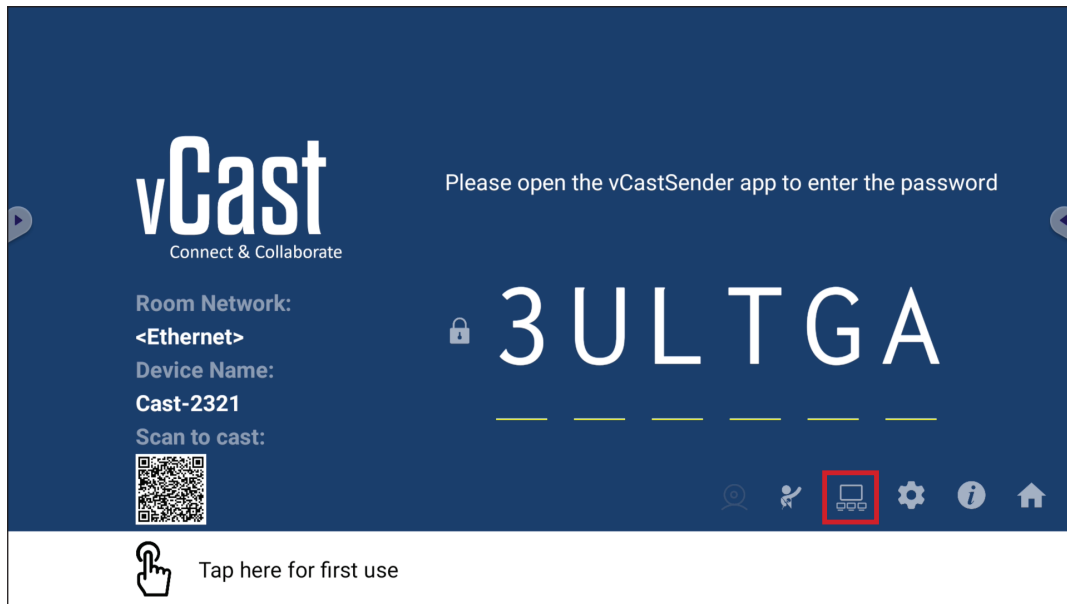 vCast
Connect & Collaborate
Please open the vCastSender app to enter the password
Room Network:
<Ethernet>
Device Name:
Cast-2321
Scan to cast:
3ULTGA
Tap here for first use